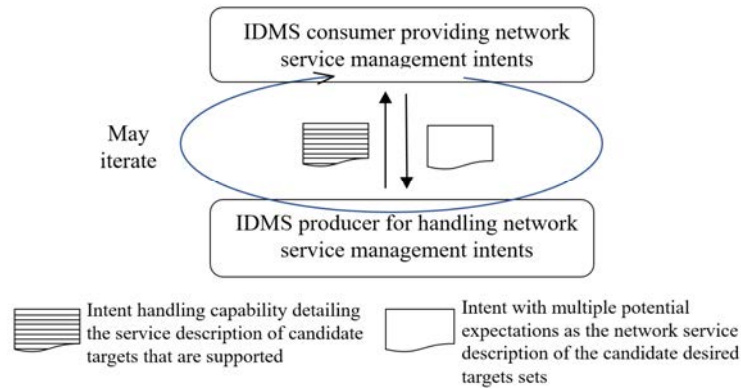 IDMS consumer providing network
service management intents
May
iterate
IDMS producer for handling network
service management intents
Intent handling capability detailing
the service description of candidate
targets that are supported
Intent with multiple potential
expectations as the network service
description of the candidate desired
targets sets